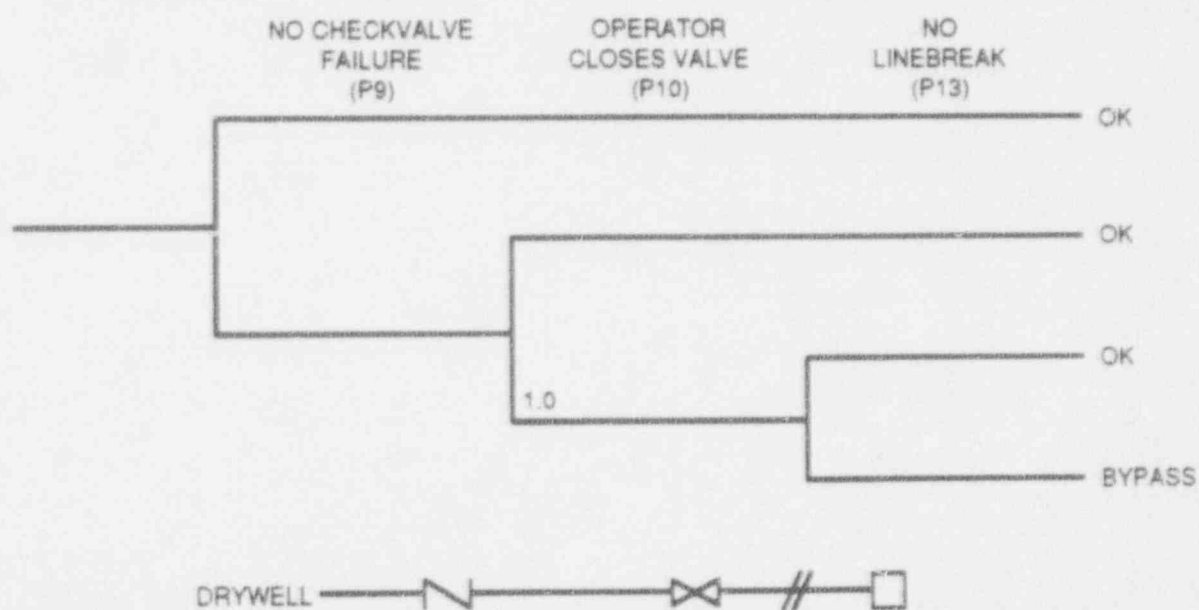 NO CHECKVALVE
FAILURE
(P9)
OPERATOR
CLOSES VALVE
(P10)
NO
LINEBREAK
(P13)
OK
OK
OK
1.0
BYPASS
DRYWELL